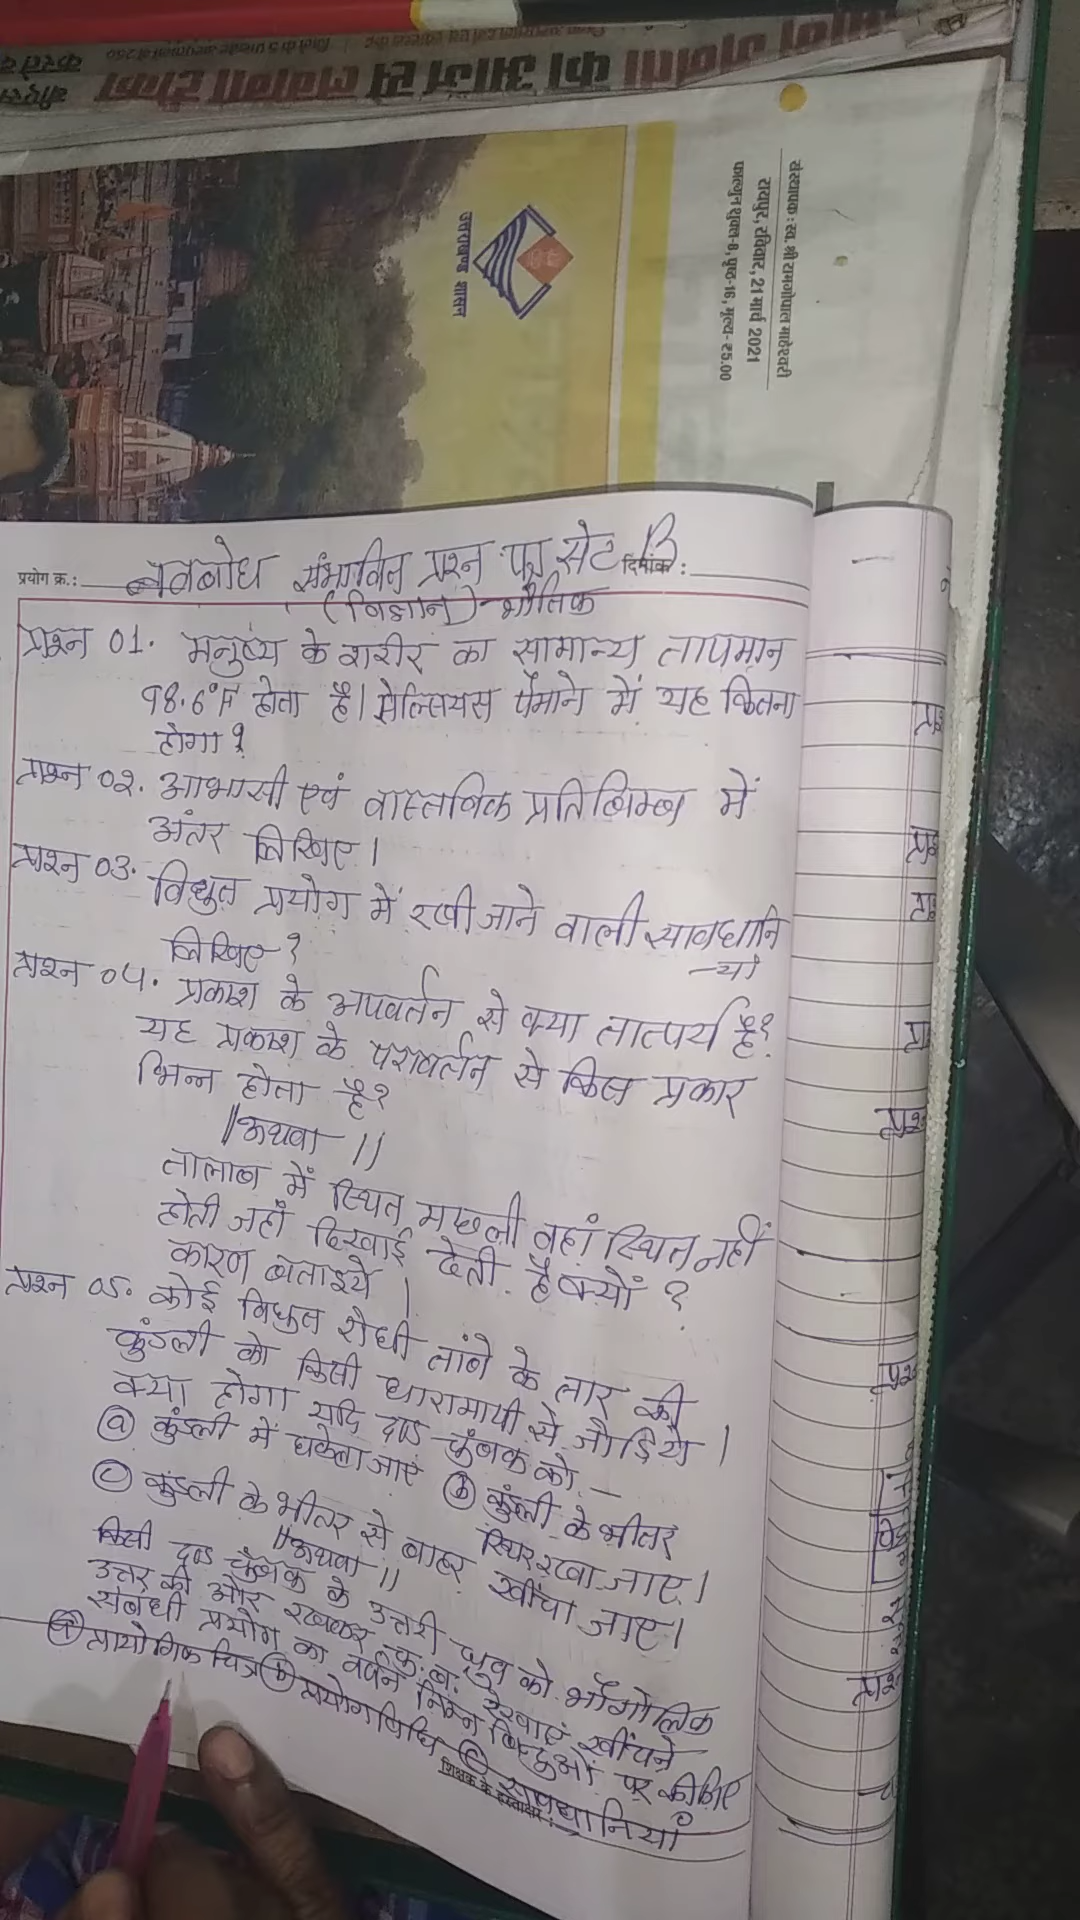 संस्थापक : स्व. श्री रामगोपाल माहेश्वरी
रायपुर, रविवार, 21 मार्च 2021
फाल्गुन शुक्ल-8, पृष्ठ-16, मूल्य-₹5.00
उत्तराखण्ड शासन
प्रयोग क्र.:
नवबोध संभावित प्रश्न पत्र सेट B
दिनांक :
(विज्ञान) भौतिक
प्रश्न 01. मनुष्य के शरीर का सामान्य तापमान
98.6°F होता है। सेल्सियस पैमाने में यह कितना
होगा ?
प्रश्न 02. आभासी एवं वास्तविक प्रतिबिम्ब में
अंतर लिखिए।
प्रश्न 03. विधुत प्रयोग में रखी जाने वाली सावधानि
-यां
लिखिए ?
प्रश्न 04. प्रकाश के अपवर्तन से क्या तात्पर्य है?
यह प्रकाश के परावर्तन से किस प्रकार
भिन्न होता है?
//अथवा //
तालाब में स्थित मछली वहां स्थित नहीं
होती जहाँ दिखाई देती है क्यों ?
कारण बताइये।
प्रश्न 05. कोई विधुत रोधी तांबे के तार की
कुंडली को किसी धारामापी से जोड़िये।
क्या होगा यदि दण्ड चुंबक को -
(a) कुंडली में धकेला जाएं (b) कुंडली के भीतर
स्थिर रखा जाए।
(c) कुंडली के भीतर से बाहर खींचा जाए।
//अथवा //
किसी दण्ड चुंबक के उत्तरी ध्रुव को भौगोलिक
उत्तर की ओर रखकर चु. ब. रेखाएं खींचने
संबंधी प्रयोग का वर्णन निम्न बिन्दुओं पर कीजिए
(a) प्रायोगिक चित्र (b) प्रयोगविधि (c) सावधानियाँ
शिक्षक के हस्ताक्षर :